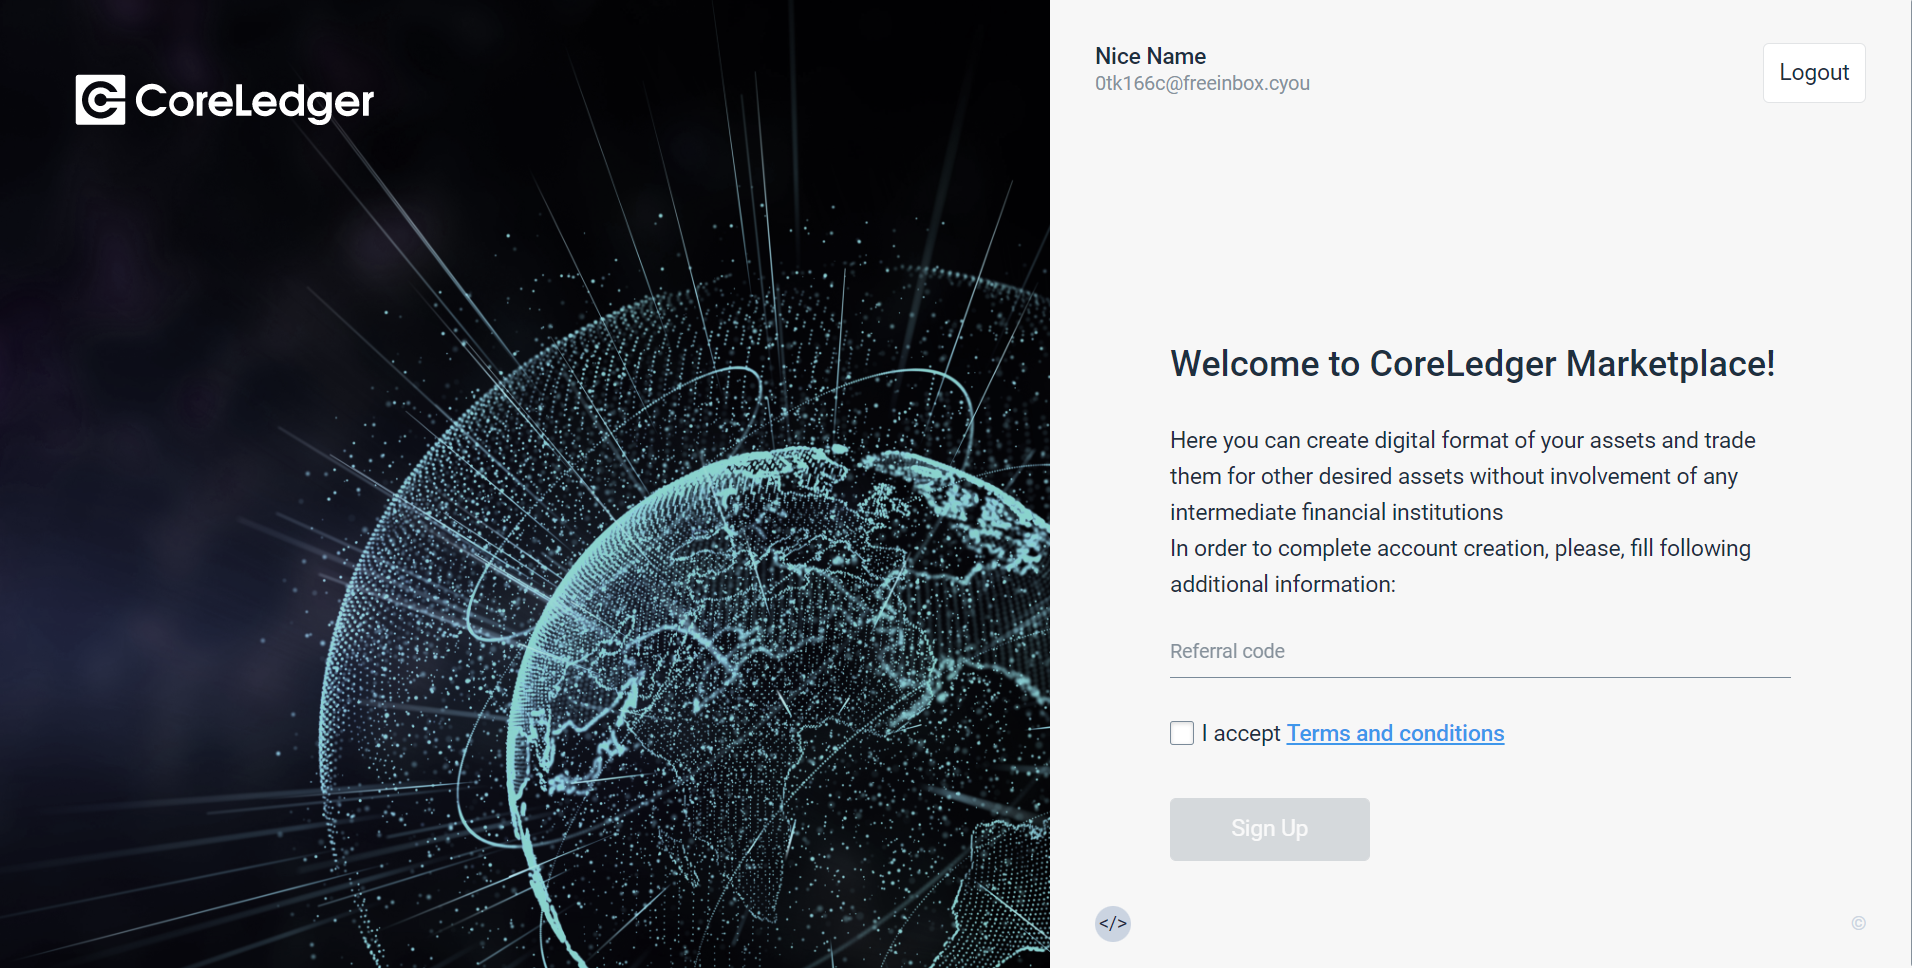 CoreLedger
Nice Name
0tk166c@freeinbox.cyou
Logout
Welcome to CoreLedger Marketplace!
Here you can create digital format of your assets and trade
them for other desired assets without involvement of any
intermediate financial institutions
In order to complete account creation, please, fill following
additional information:
Referral code
I accept Terms and conditions
Sign Up
</>
©